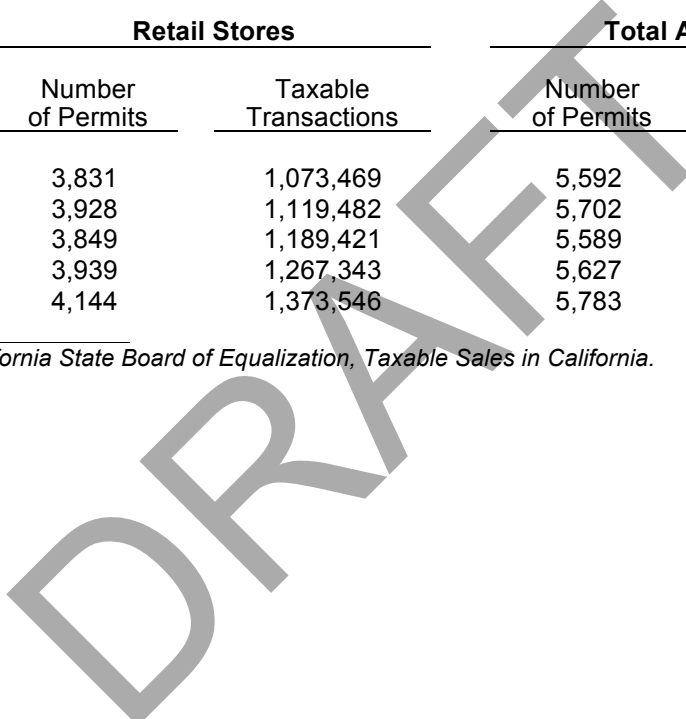 Retail Stores Total A
Number Taxable Number
of Permits Transactions of Permits
3,831 1,073,469 5,592
3,928 1,119,482 5,702
3,849 1,189,421 5,589
3,939 1,267,343 5,627
4,144 1,373,546 5,783
fornia State Board of Equalization, Taxable Sales in California.
DRAFT